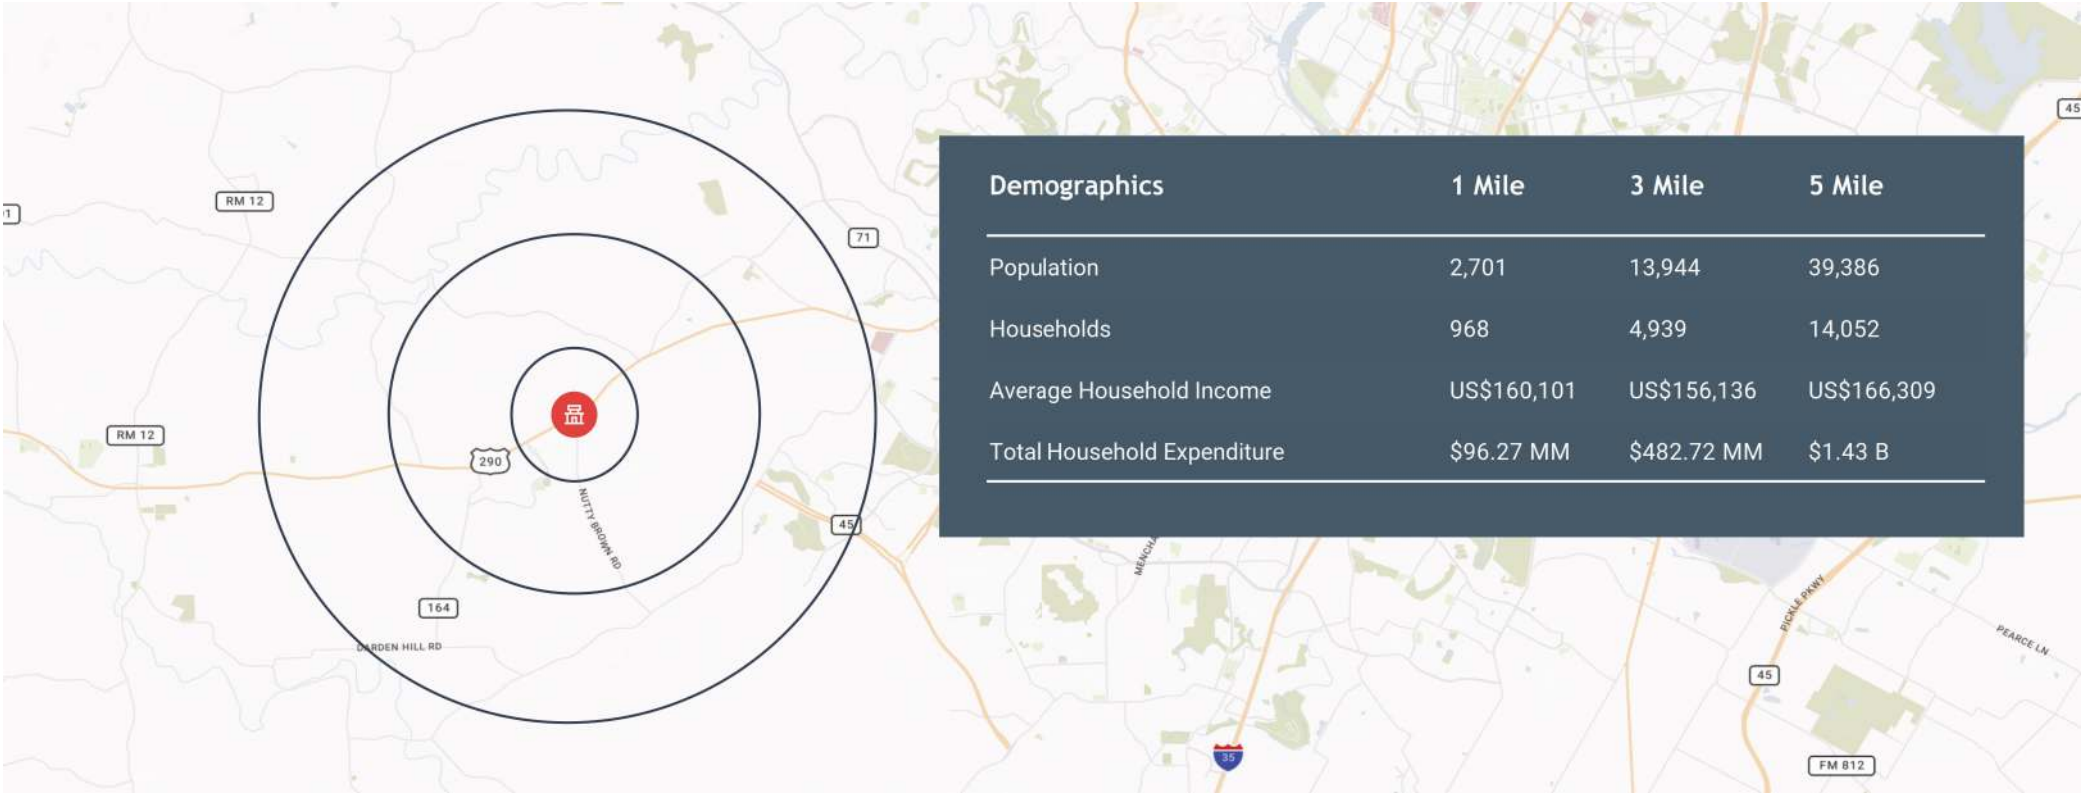 RM 12
71
RM 12
290
NUTTY BROWN RD
45
164
DARDEN HILL RD
Demographics 1 Mile 3 Mile 5 Mile
Population 2,701 13,944 39,386
Households 968 4,939 14,052
Average Household Income US$160,101 US$156,136 US$166,309
Total Household Expenditure $96.27 MM $482.72 MM $1.43 B
45
MENCHA
PICKLE PKWY
PEARCE LN
45
35
FM 812